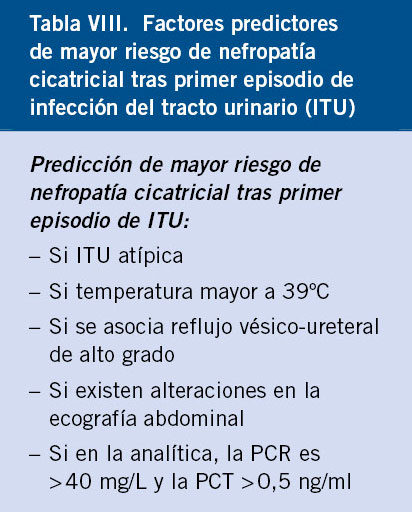 Tabla VIII.  Factores predictores
de mayor riesgo de nefropatía
cicatricial tras primer episodio de
infección del tracto urinario (ITU)
Predicción de mayor riesgo de
nefropatía cicatricial tras primer
episodio de ITU:
– Si ITU atípica
– Si temperatura mayor a 39ºC
– Si se asocia reflujo vésico-ureteral
de alto grado
– Si existen alteraciones en la
ecografía abdominal
– Si en la analítica, la PCR es
>40 mg/L y la PCT >0,5 ng/ml